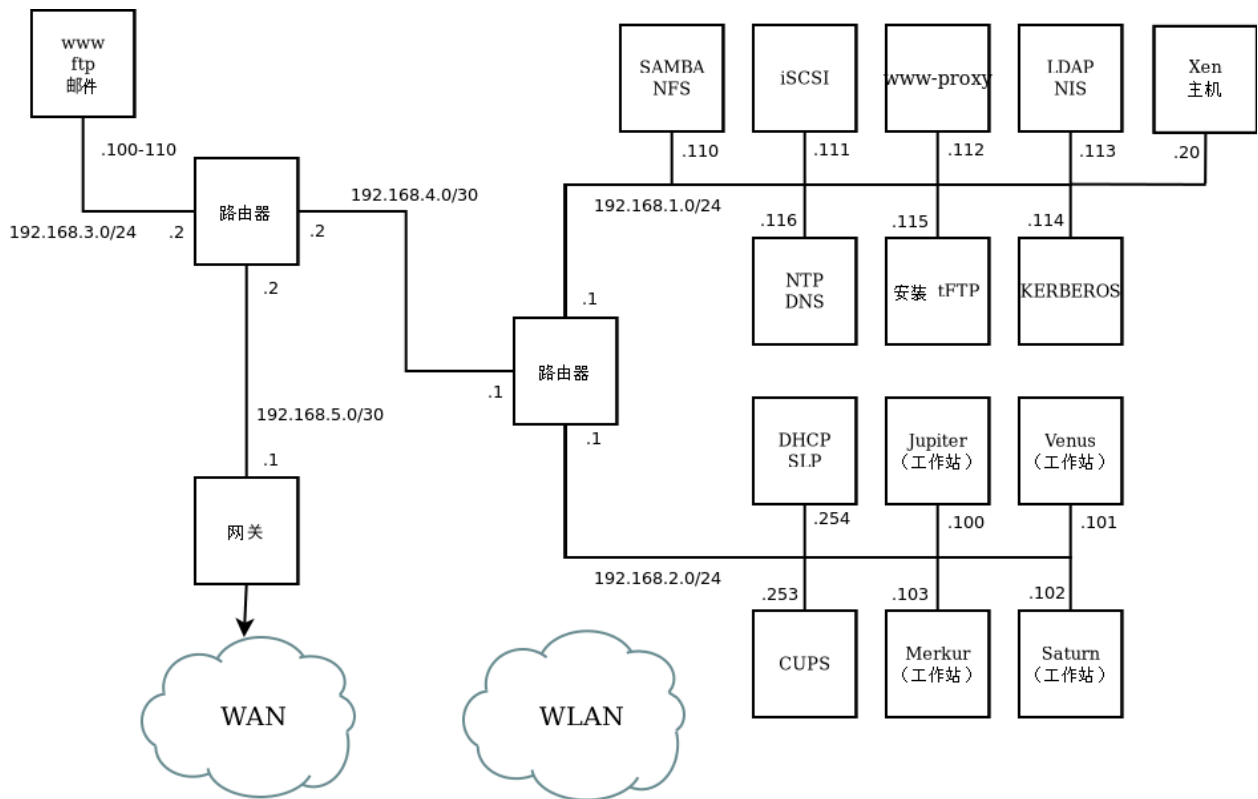 www
ftp
邮件
.100-110
192.168.3.0/24
.2
路由器
.2
.2
192.168.4.0/30
192.168.5.0/30
.1
网关
WAN
WLAN
.1
路由器
.1
.1
SAMBA
NFS
.110
iSCSI
.111
www-proxy
.112
LDAP
NIS
.113
Xen
主机
.20
192.168.1.0/24
.116
NTP
DNS
.115
安装 tFTP
.114
KERBEROS
DHCP
SLP
.254
Jupiter
（工作站）
.100
Venus
（工作站）
.101
192.168.2.0/24
.253
CUPS
.103
Merkur
（工作站）
.102
Saturn
（工作站）